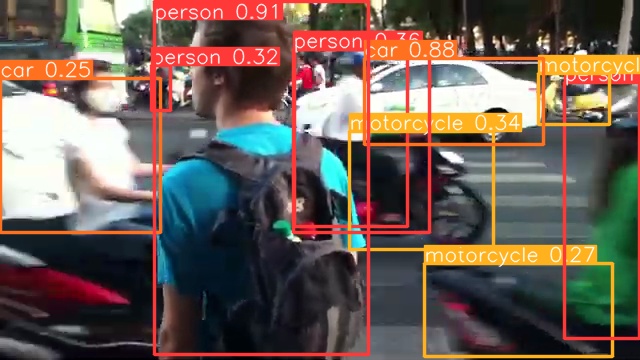 person 0.91
person 0.32
person 0.36
car 0.88
motorcycl
person
car 0.25
motorcycle 0.34
motorcycle 0.27